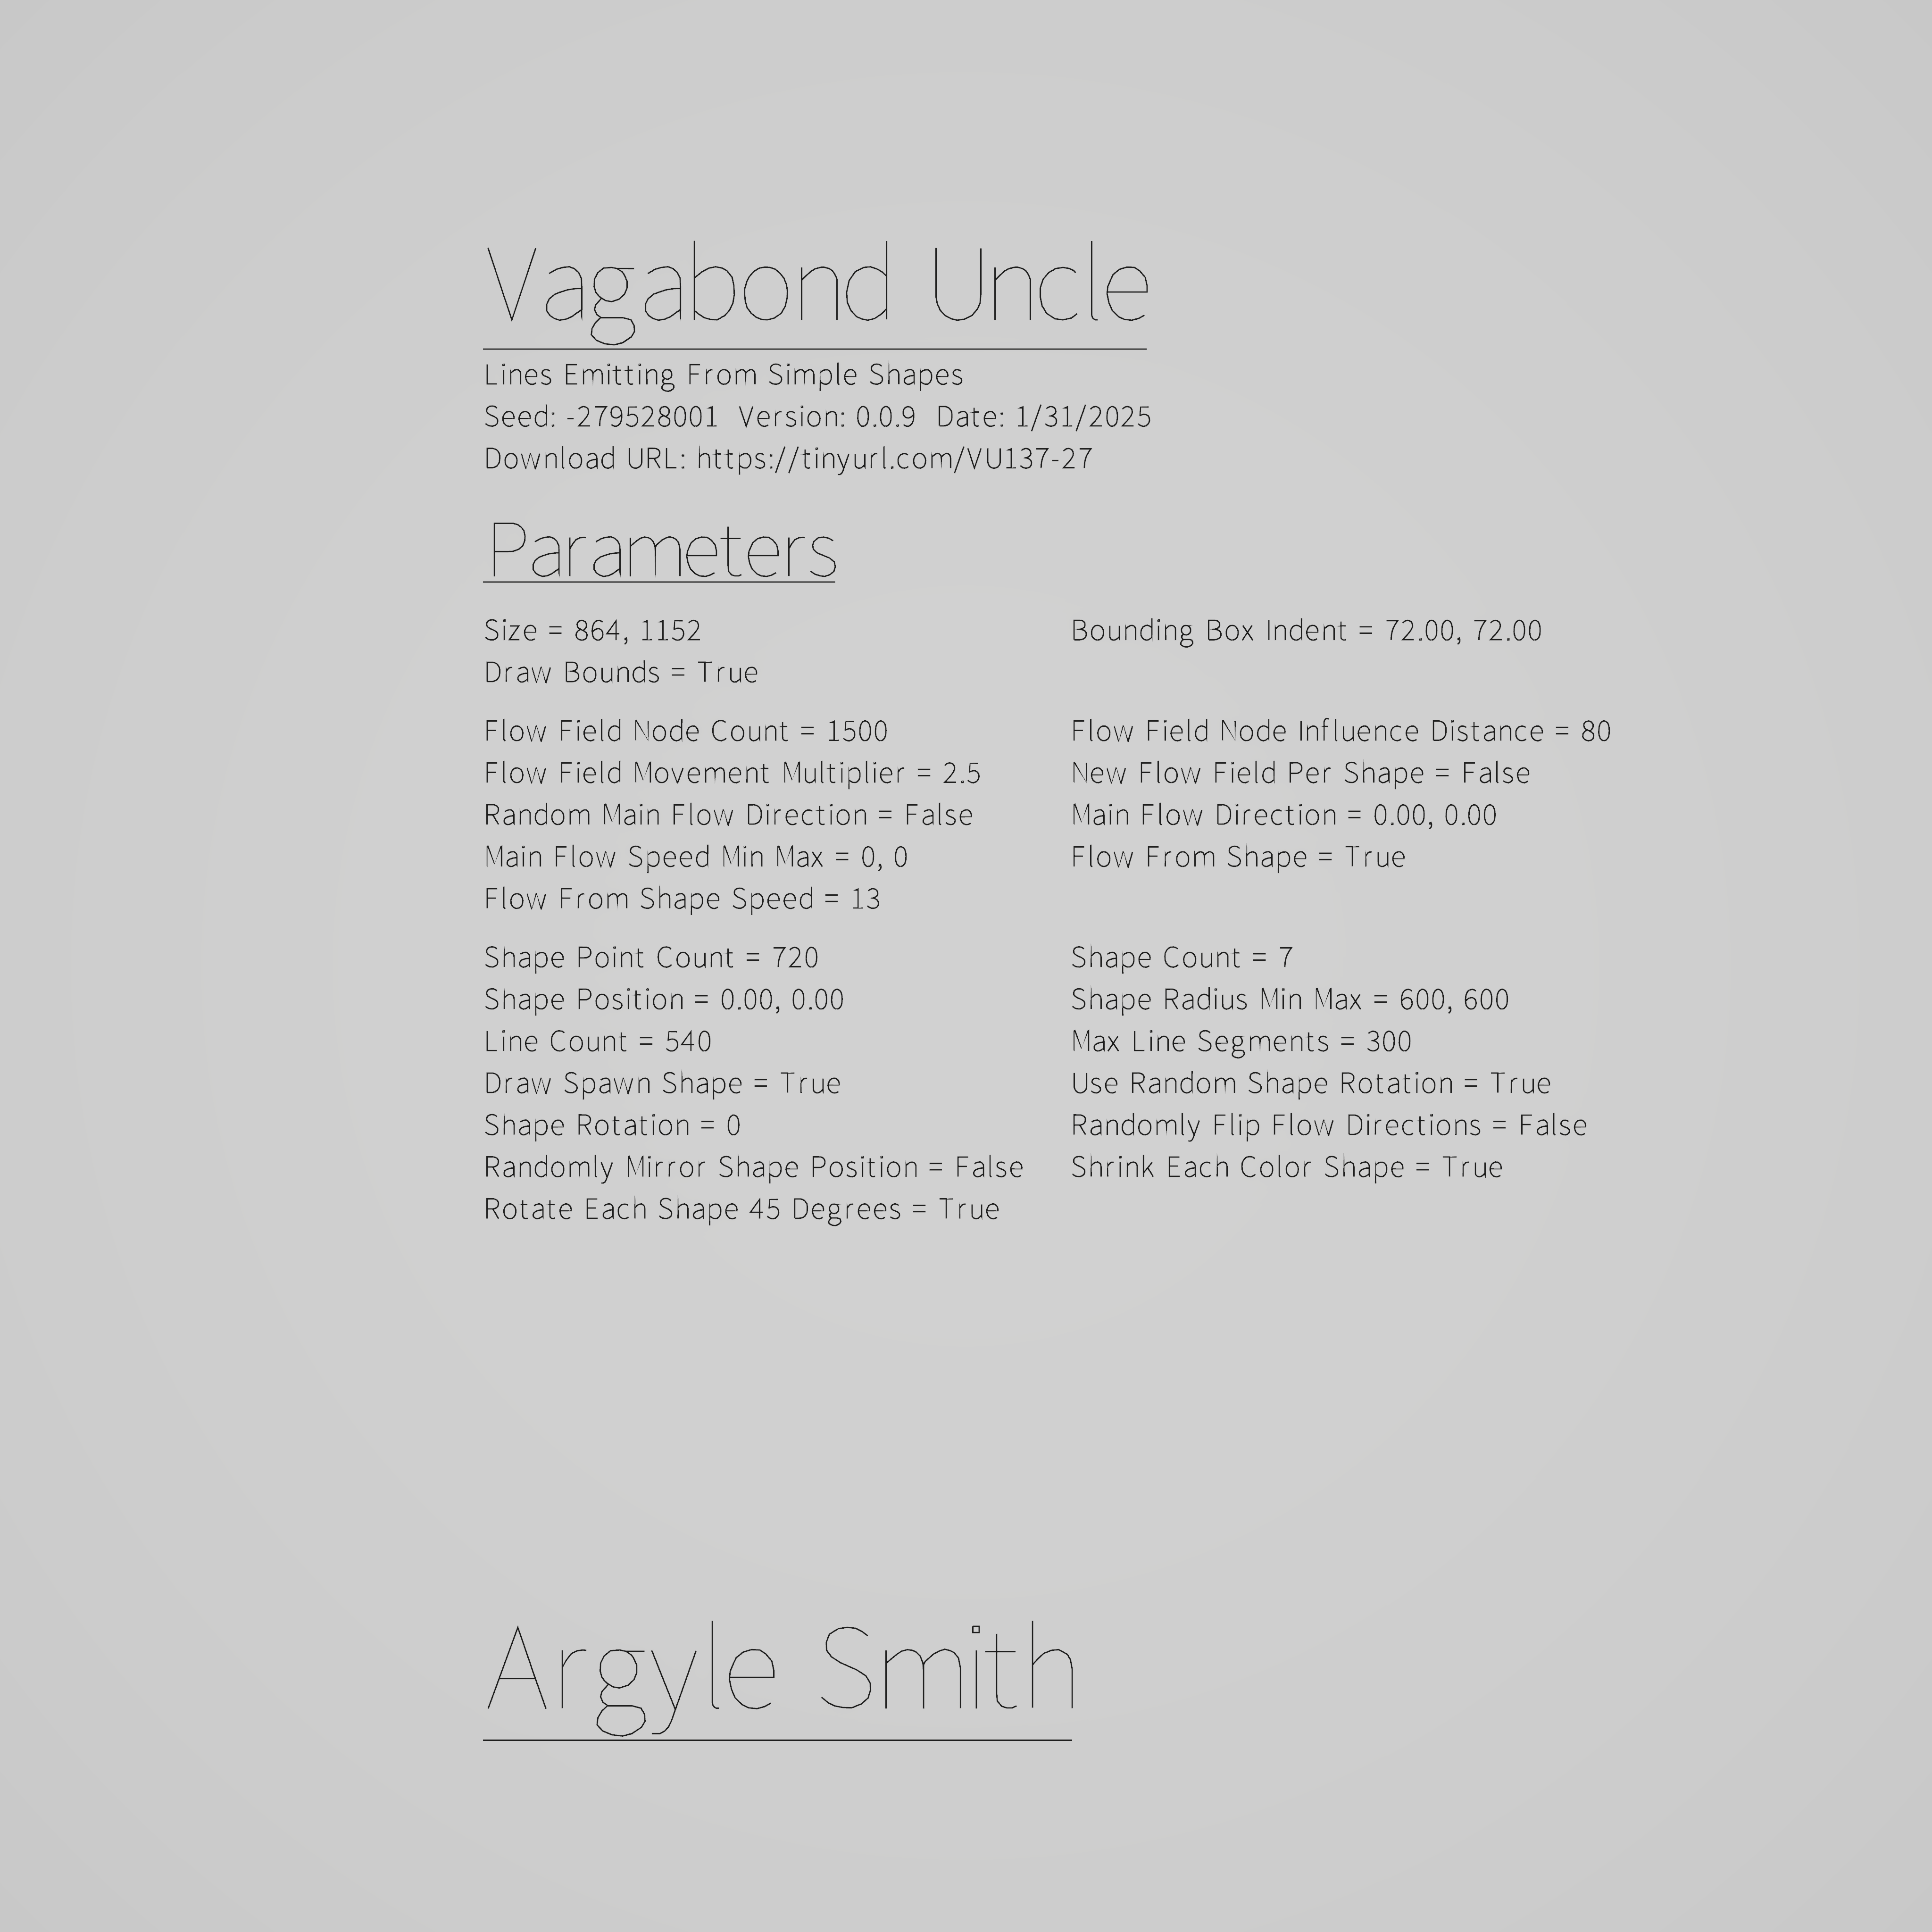 Vagabond Uncle
Lines Emitting From Simple Shapes
Seed: -279528001 Version: 0.0.9 Date: 1/31/2025
Download URL: https://tinyurl.com/VU137-27
Parameters
Size = 864, 1152
Bounding Box Indent = 72.00, 72.00
Draw Bounds = True
Flow Field Node Count = 1500
Flow Field Node Influence Distance = 80
Flow Field Movement Multiplier = 2.5
New Flow Field Per Shape = False
Random Main Flow Direction = False
Main Flow Direction = 0.00, 0.00
Main Flow Speed Min Max = 0, 0
Flow From Shape = True
Flow From Shape Speed = 13
Shape Point Count = 720
Shape Count = 7
Shape Position = 0.00, 0.00
Shape Radius Min Max = 600, 600
Line Count = 540
Max Line Segments = 300
Draw Spawn Shape = True
Use Random Shape Rotation = True
Shape Rotation = 0
Randomly Flip Flow Directions = False
Randomly Mirror Shape Position = False
Shrink Each Color Shape = True
Rotate Each Shape 45 Degrees = True
Argyle Smith